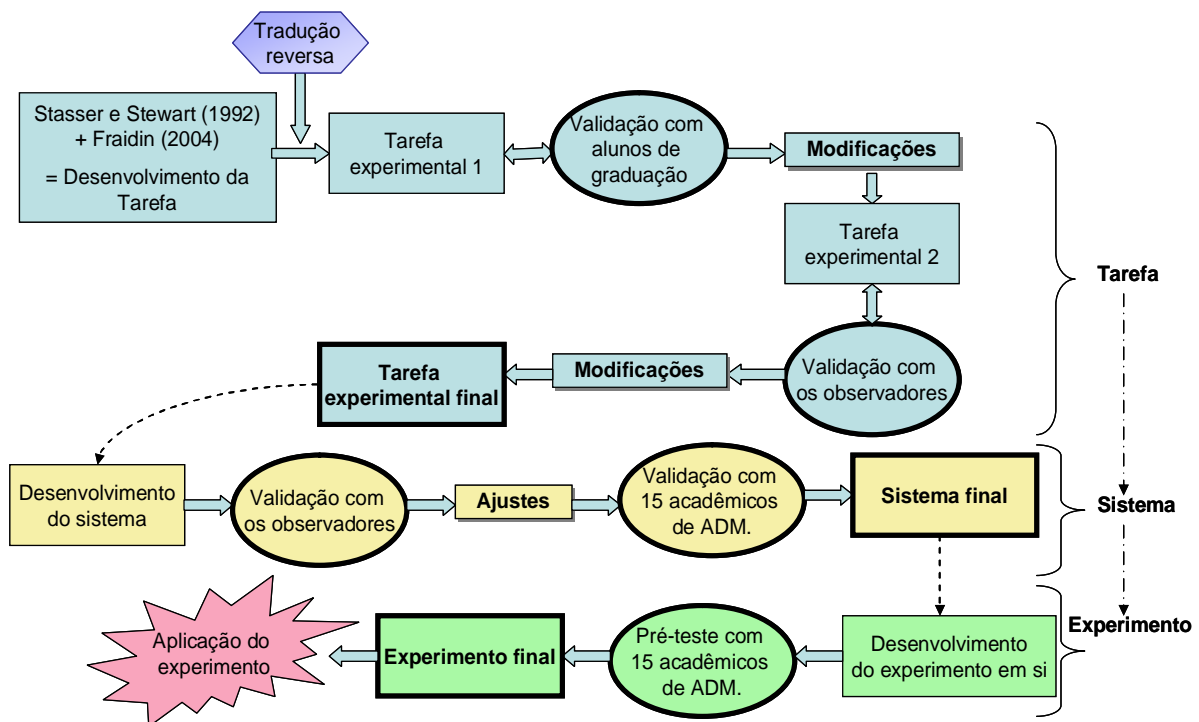 Tradução
reversa
Stasser e Stewart (1992)
+ Fraidin (2004)
= Desenvolvimento da
Tarefa
Tarefa
experimental 1
Validação com
alunos de
graduação
Modificações
Tarefa
experimental 2
Tarefa
Validação com
os observadores
Modificações
Tarefa
experimental final
Desenvolvimento
do sistema
Validação com
os observadores
Ajustes
Validação com
15 acadêmicos
de ADM.
Sistema final
Sistema
Desenvolvimento
do experimento em si
Experimento
Pré-teste com
15 acadêmicos
de ADM.
Experimento final
Aplicação do
experimento